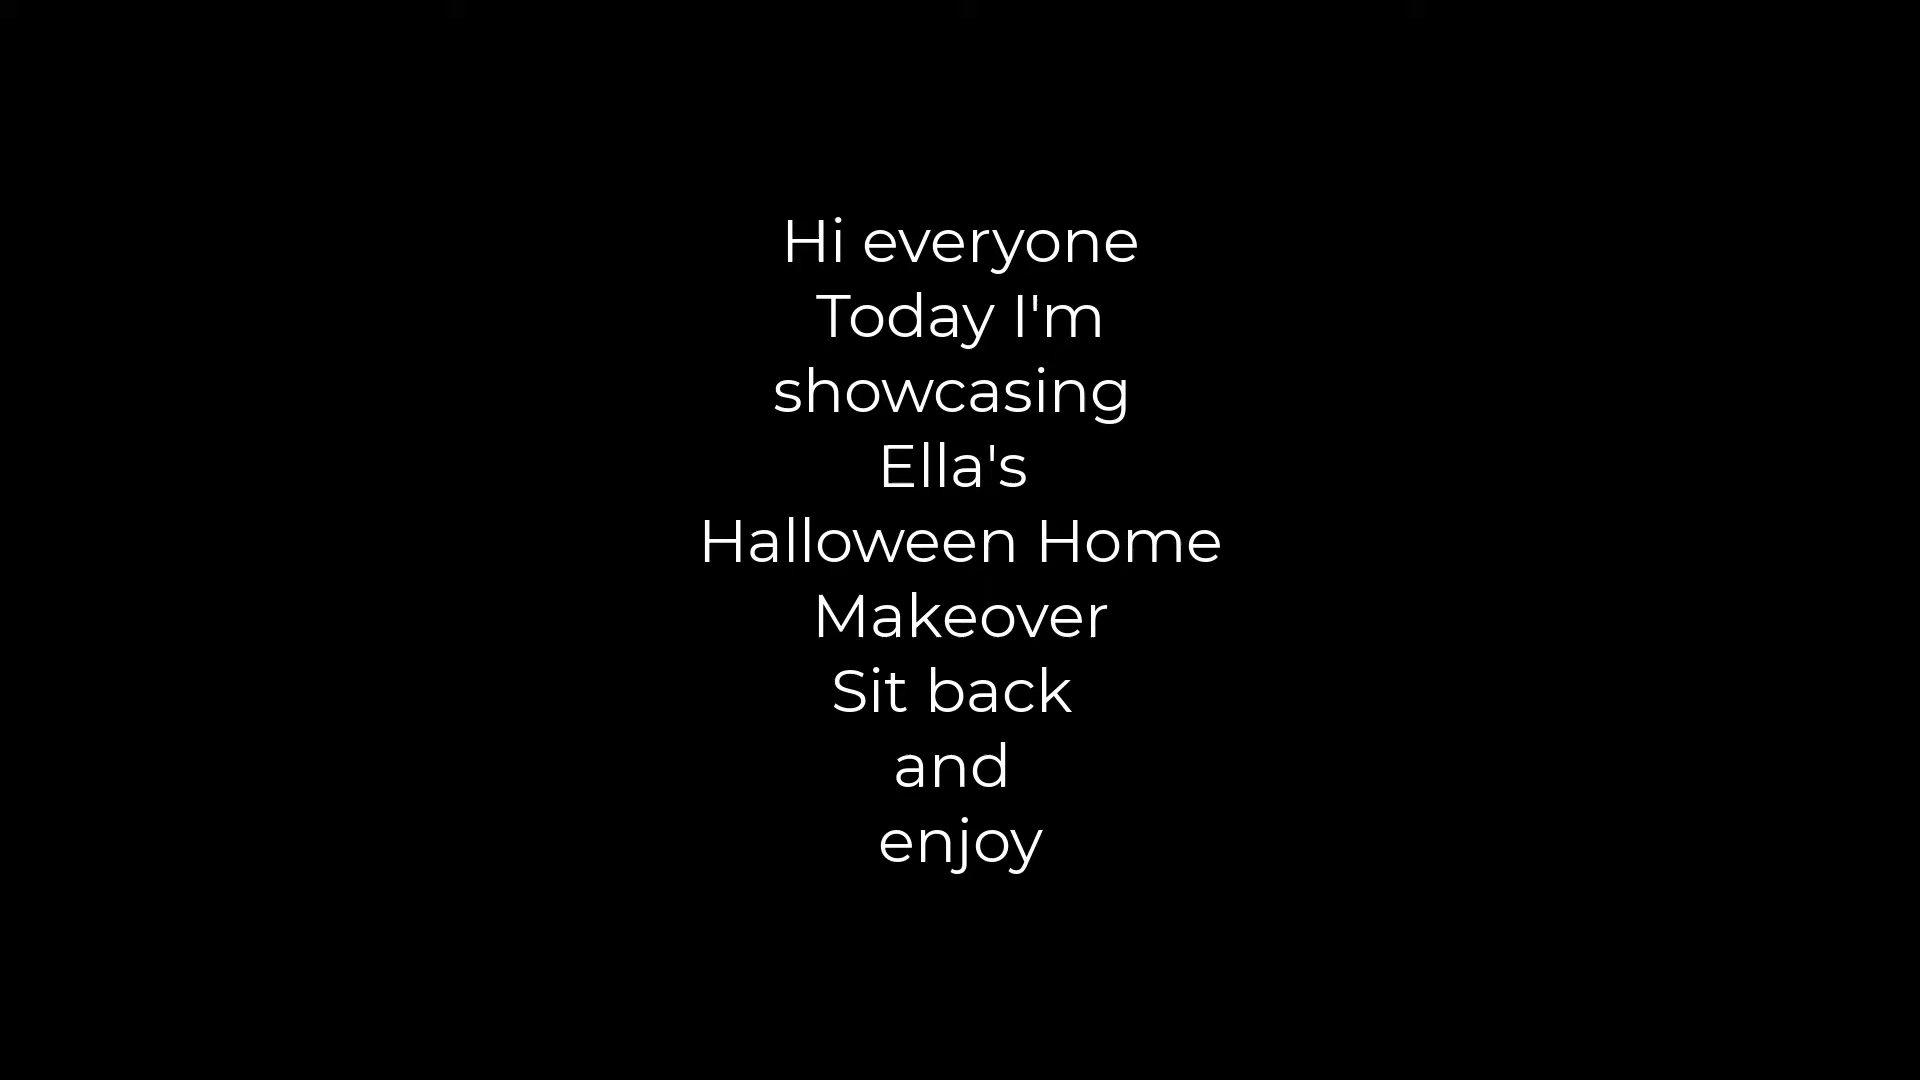 Hi everyone
Today I'm
showcasing
Ella's
Halloween Home
Makeover
Sit back
and
enjoy